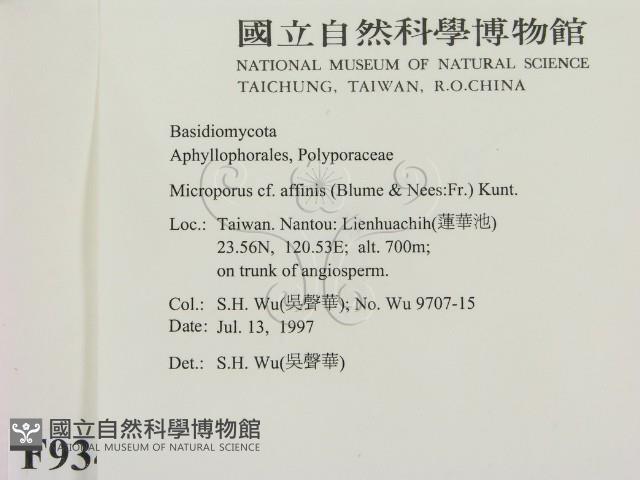 國立自然科學博物館
NATIONAL MUSEUM OF NATURAL SCIENCE
TAICHUNG, TAIWAN, R.O.CHINA
Basidiomycota
Aphyllophorales, Polyporaceae
Microporus cf. affinis (Blume & Nees:Fr.) Kunt.
Loc.: Taiwan. Nantou: Lienhuachih(蓮華池)
23.56N, 120.53E; alt. 700m;
on trunk of angiosperm.
Col.: S.H. Wu(吳聲華); No. Wu 9707-15
Date: Jul. 13, 1997
Det.: S.H. Wu(吳聲華)
國立自然科學博物館
NATIONAL MUSEUM OF NATURAL SCIENCE